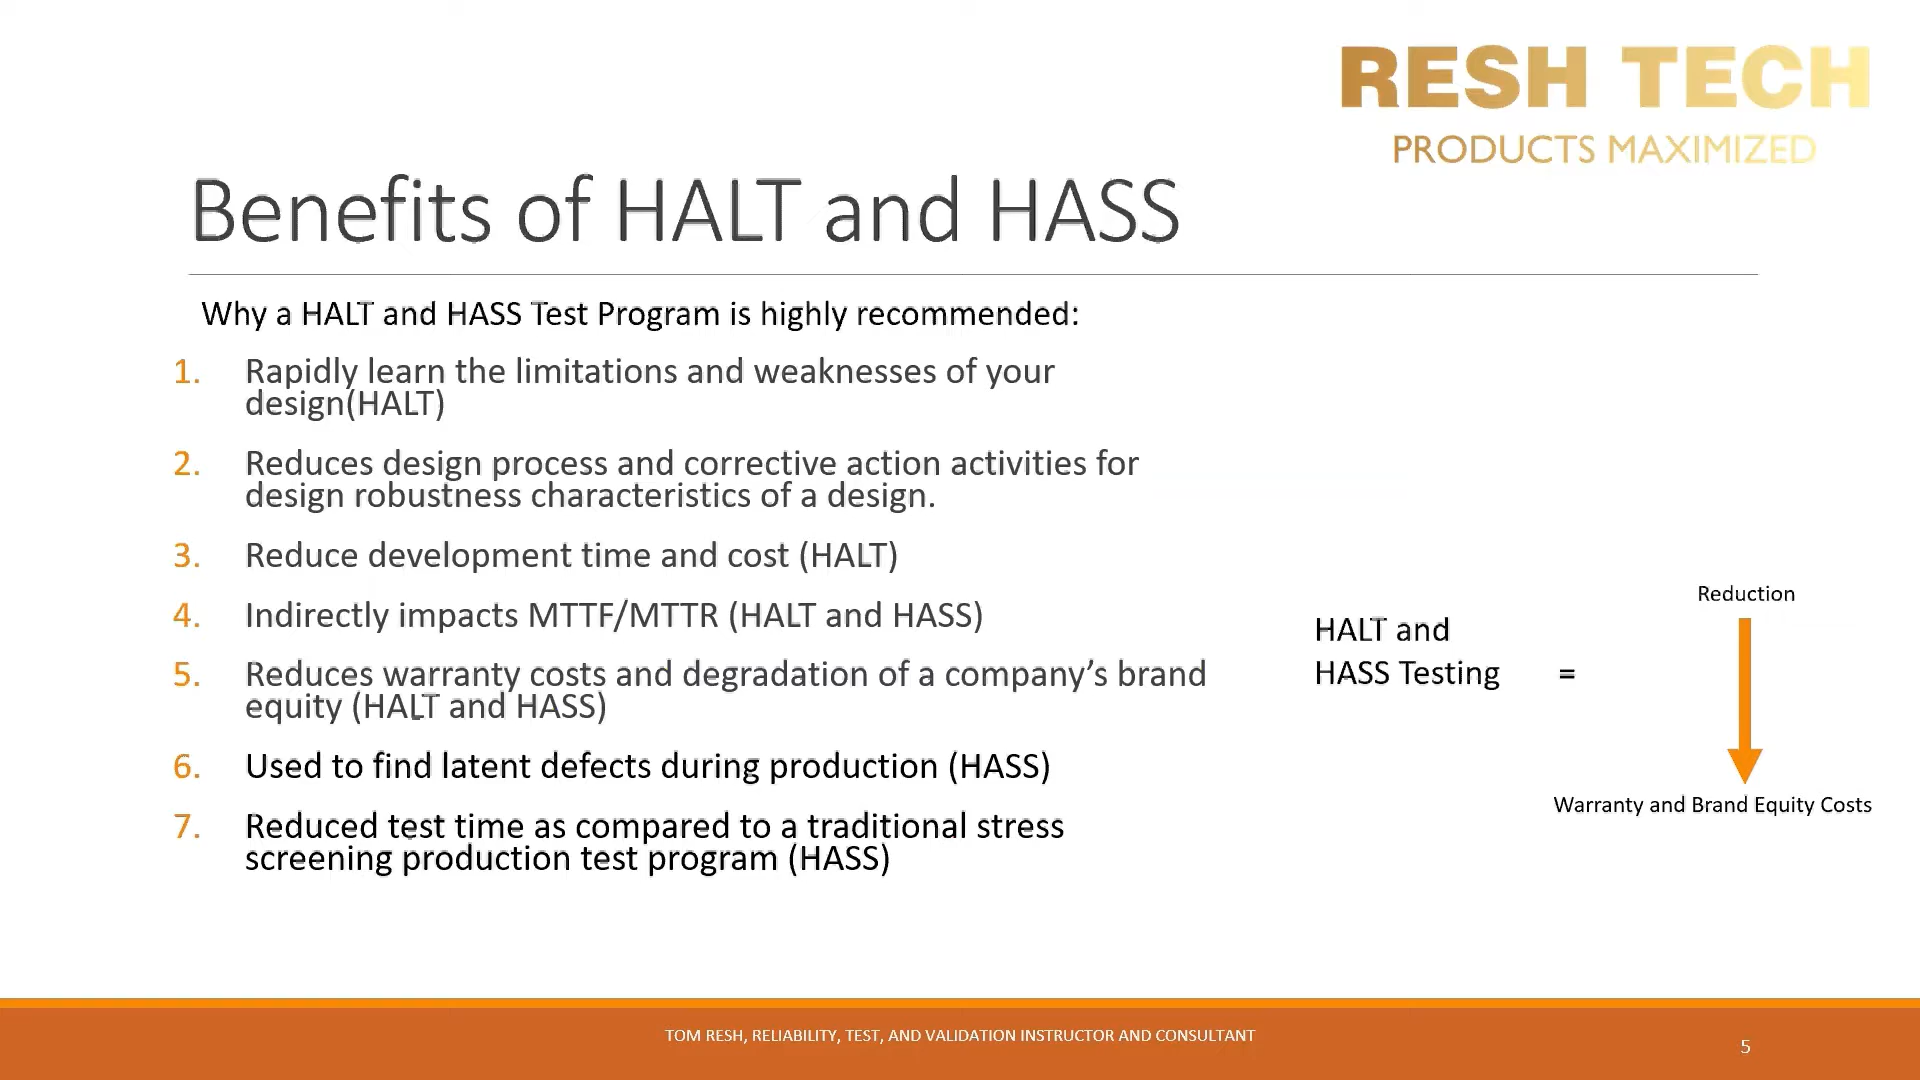 RESH TECH
PRODUCTS MAXIMIZED
Benefits of HALT and HASS
Why a HALT and HASS Test Program is highly recommended:
1. Rapidly learn the limitations and weaknesses of your
design(HALT)
2. Reduces design process and corrective action activities for
design robustness characteristics of a design.
3. Reduce development time and cost (HALT)
4. Indirectly impacts MTTF/MTTR (HALT and HASS)
5. Reduces warranty costs and degradation of a company's brand
equity (HALT and HASS)
6. Used to find latent defects during production (HASS)
7. Reduced test time as compared to a traditional stress
screening production test program (HASS)
HALT and
HASS Testing =
Reduction
Warranty and Brand Equity Costs
TOM RESH, RELIABILITY, TEST, AND VALIDATION INSTRUCTOR AND CONSULTANT
5